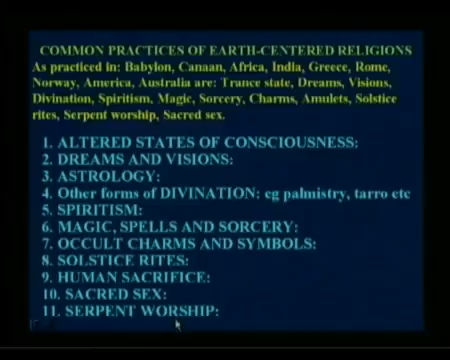 COMMON PRACTICES OF EARTH-CENTERED RELIGIONS
As practiced in: Babylon, Canaan, Africa, India, Greece, Rome,
Norway, America, Australia are: Trance state, Dreams, Visions,
Divination, Spiritism, Magic, Sorcery, Charms, Amulets, Solstice
rites, Serpent worship, Sacred sex.
1. ALTERED STATES OF CONSCIOUSNESS:
2. DREAMS AND VISIONS:
3. ASTROLOGY:
4. Other forms of DIVINATION: eg palmistry, tarro etc
5. SPIRITISM:
6. MAGIC, SPELLS AND SORCERY:
7. OCCULT CHARMS AND SYMBOLS:
8. SOLSTICE RITES:
9. HUMAN SACRIFICE:
10. SACRED SEX:
11. SERPENT WORSHIP: